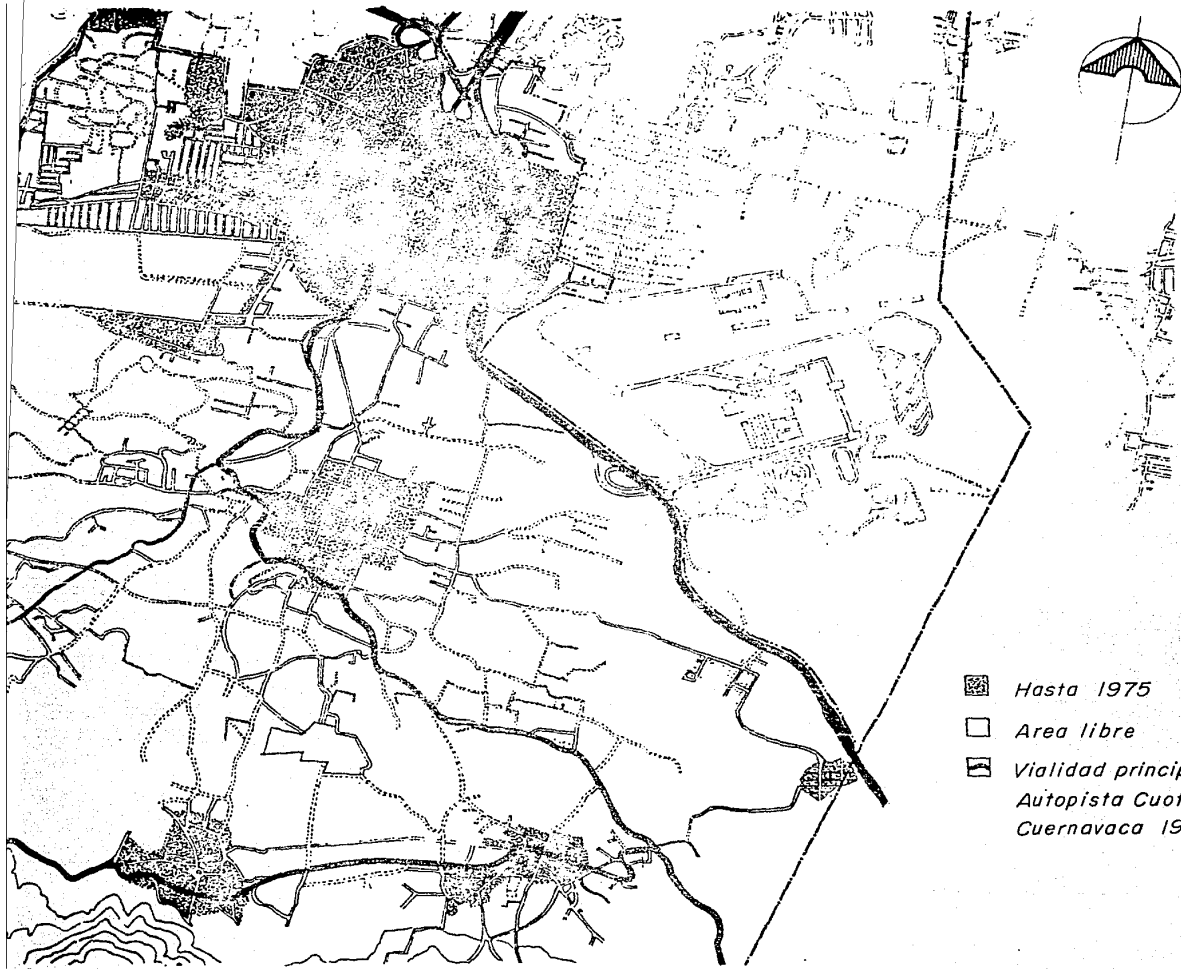 Hasta 1975
Area libre
Vialidad princip
Autopista Cuot
Cuernavaca 19